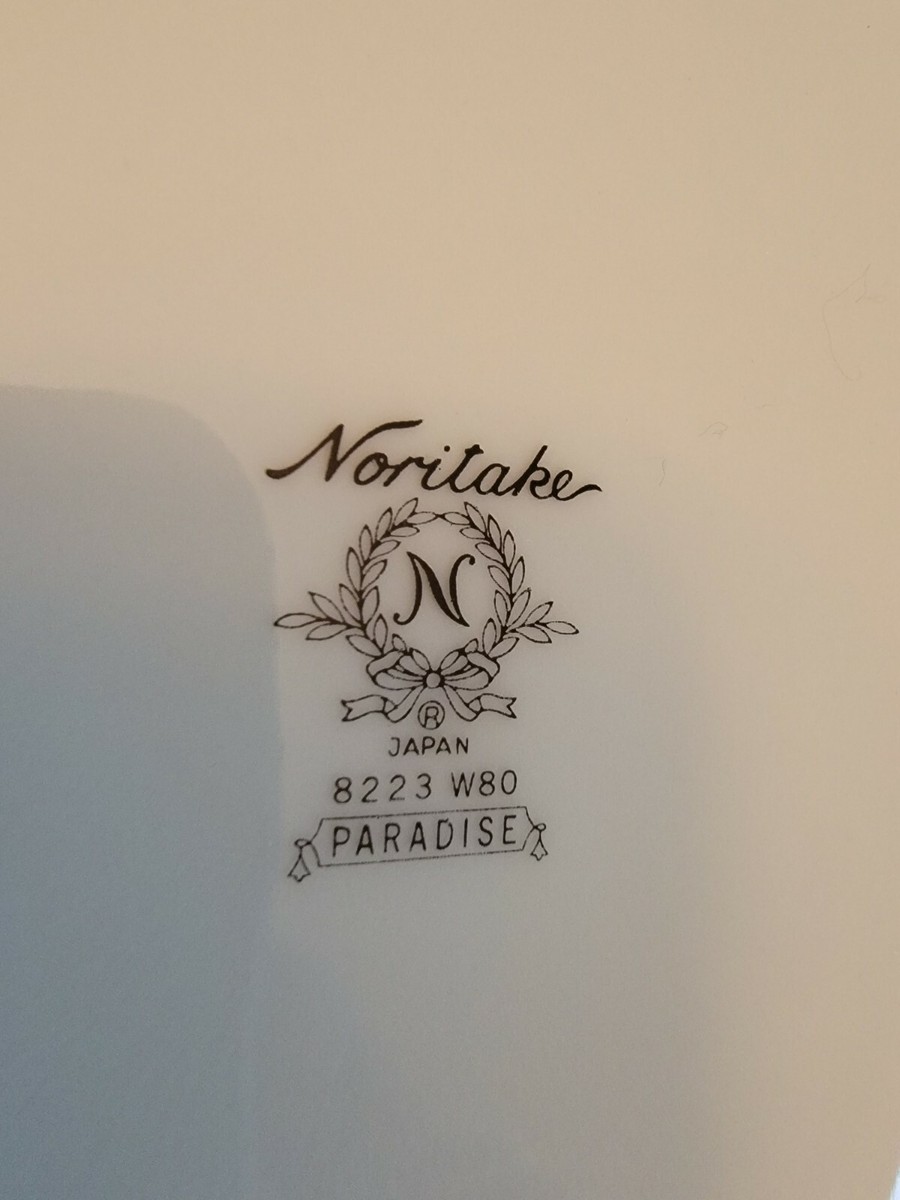 Noritake
N
®
JAPAN
8223 W80
PARADISE